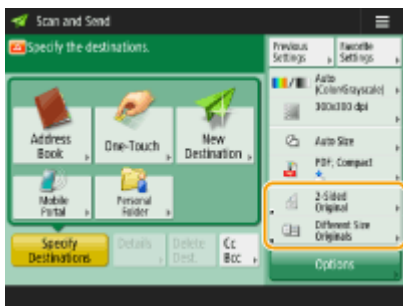 Scan and Send
Specify the destinations.
Previous
Settings
Favorite
Settings
Auto
(Color/Grayscale)
300x300 dpi
Address
Book
One-Touch
New
Destination
Auto Size
PDF; Compact
Mobile
Portal
Personal
Folder
2-Sided
Original
Different Size
Originals
Specify
Destinations
Details
Delete
Dest.
Cc
Bcc
Options